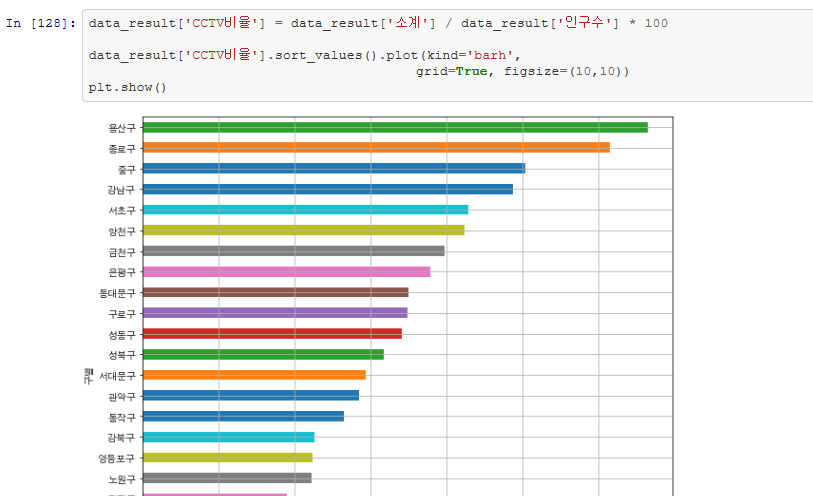 In [128]: data_result['CCTV비율'] = data_result['소계'] / data_result['인구수'] * 100
data_result['CCTV비율'].sort_values().plot(kind='barh',
grid=True, figsize=(10,10))
plt.show()
용산구
종로구
중구
강남구
서초구
양천구
금천구
은평구
동대문구
구로구
성동구
성북구
구별
서대문구
관악구
동작구
강북구
영등포구
노원구